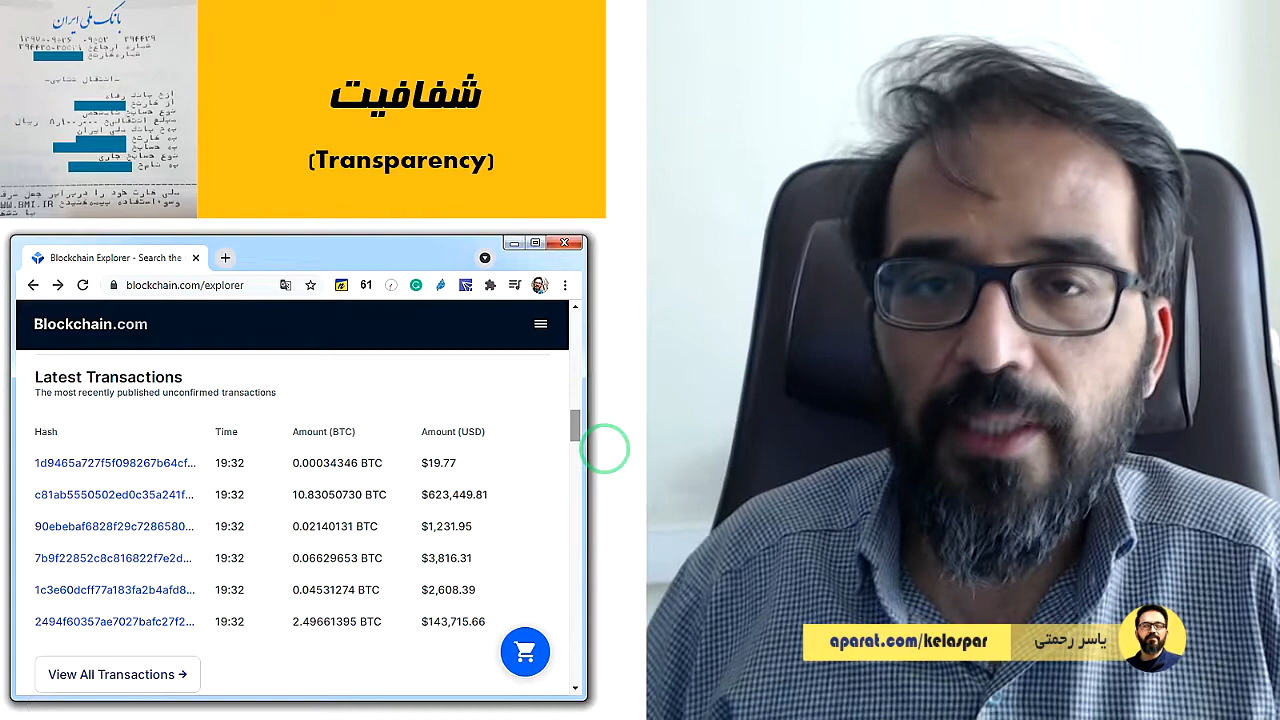 بانک ملی ایران
شفافیت
(Transparency)
Blockchain Explorer - Search the
blockchain.com/explorer
61
Blockchain.com
Latest Transactions
The most recently published unconfirmed transactions
Hash Time Amount (BTC) Amount (USD)
1d9465a727f5f098267b64cf... 19:32 0.00034346 BTC $19.77
c81ab5550502ed0c35a241f... 19:32 10.83050730 BTC $623,449.81
90ebebaf6828f29c7286580... 19:32 0.02140131 BTC $1,231.95
7b9f22852c8c816822f7e2d... 19:32 0.06629653 BTC $3,816.31
1c3e60dcff77a183fa2b4afd8... 19:32 0.04531274 BTC $2,608.39
2494f60357ae7027bafc27f2... 19:32 2.49661395 BTC $143,715.66
View All Transactions →
aparat.com/kelaspar یاسر رحمتی